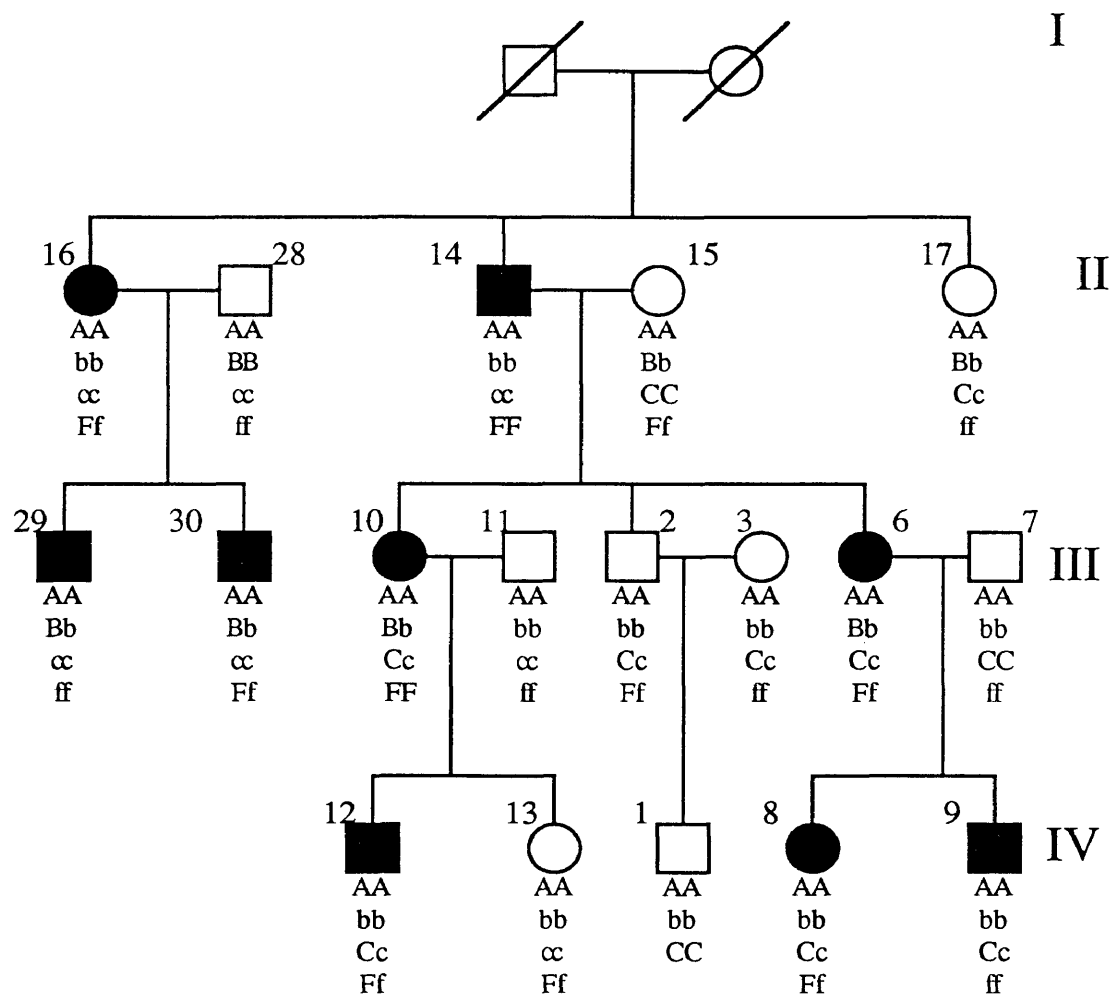 I
16 28 14 15 17 II
AA AA AA AA AA
bb BB bb Bb Bb
cc cc cc CC Cc
Ff ff FF Ff ff
29 30 10 11 2 3 6 7 III
AA AA AA AA AA AA AA AA
Bb Bb Bb bb bb bb Bb bb
cc cc Cc cc Cc Cc Cc CC
ff Ff FF ff Ff ff Ff ff
12 13 1 8 9 IV
AA AA AA AA AA
bb bb bb bb bb
Cc cc CC Cc Cc
Ff Ff Ff ff